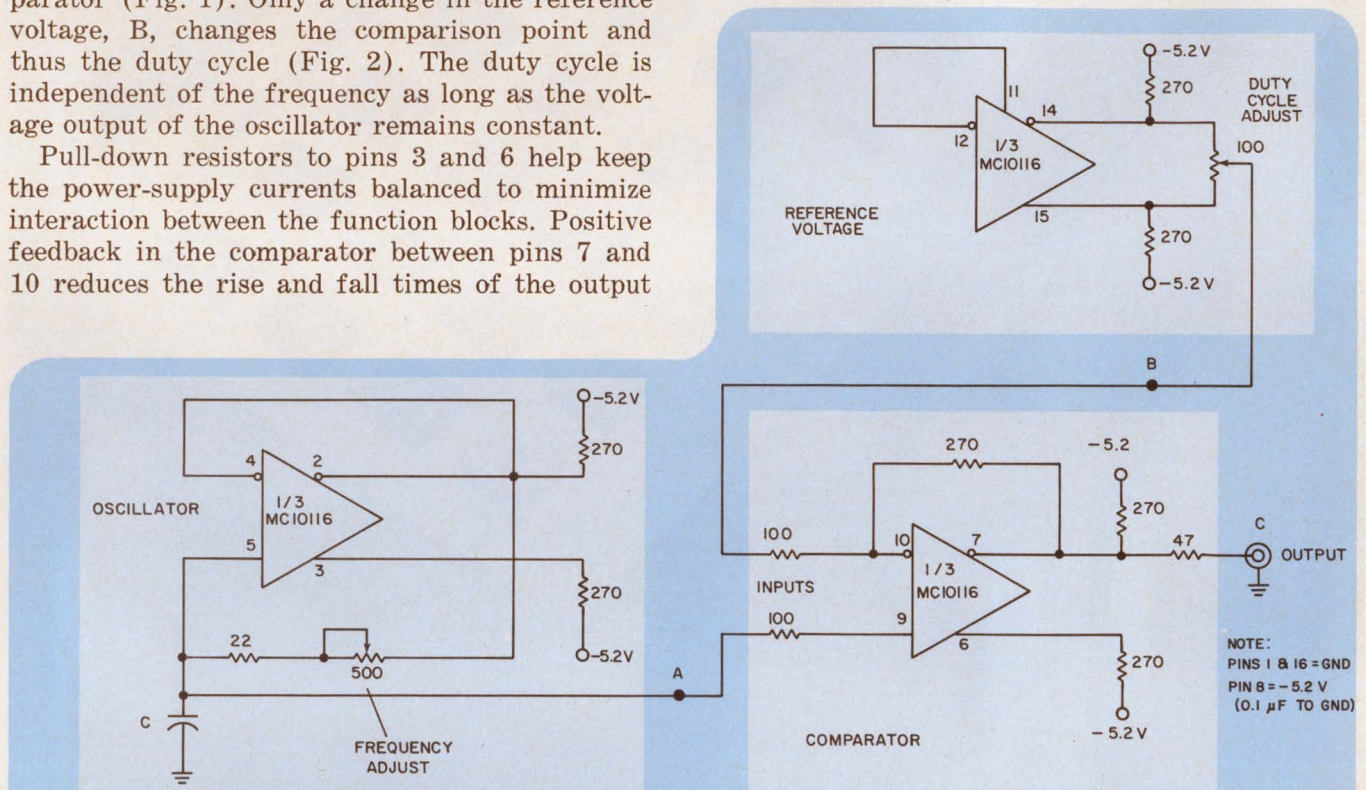 parator (Fig. 1). Only a change in the reference
voltage, B, changes the comparison point and
thus the duty cycle (Fig. 2). The duty cycle is
independent of the frequency as long as the volt-
age output of the oscillator remains constant.
Pull-down resistors to pins 3 and 6 help keep
the power-supply currents balanced to minimize
interaction between the function blocks. Positive
feedback in the comparator between pins 7 and
10 reduces the rise and fall times of the output
-5.2 V
270
DUTY
CYCLE
ADJUST
11
14
12
1/3
MC10116
100
15
REFERENCE
VOLTAGE
270
-5.2 V
B
-5.2 V
270
4
2
OSCILLATOR
1/3
MC10116
5
3
270
22
500
-5.2V
A
C
FREQUENCY
ADJUST
270
-5.2
270
100
10
7
47
C
OUTPUT
INPUTS
1/3
MC10116
100
9
6
270
-5.2 V
COMPARATOR
NOTE:
PINS 1 & 16 = GND
PIN 8 = -5.2 V
(0.1 µF TO GND)